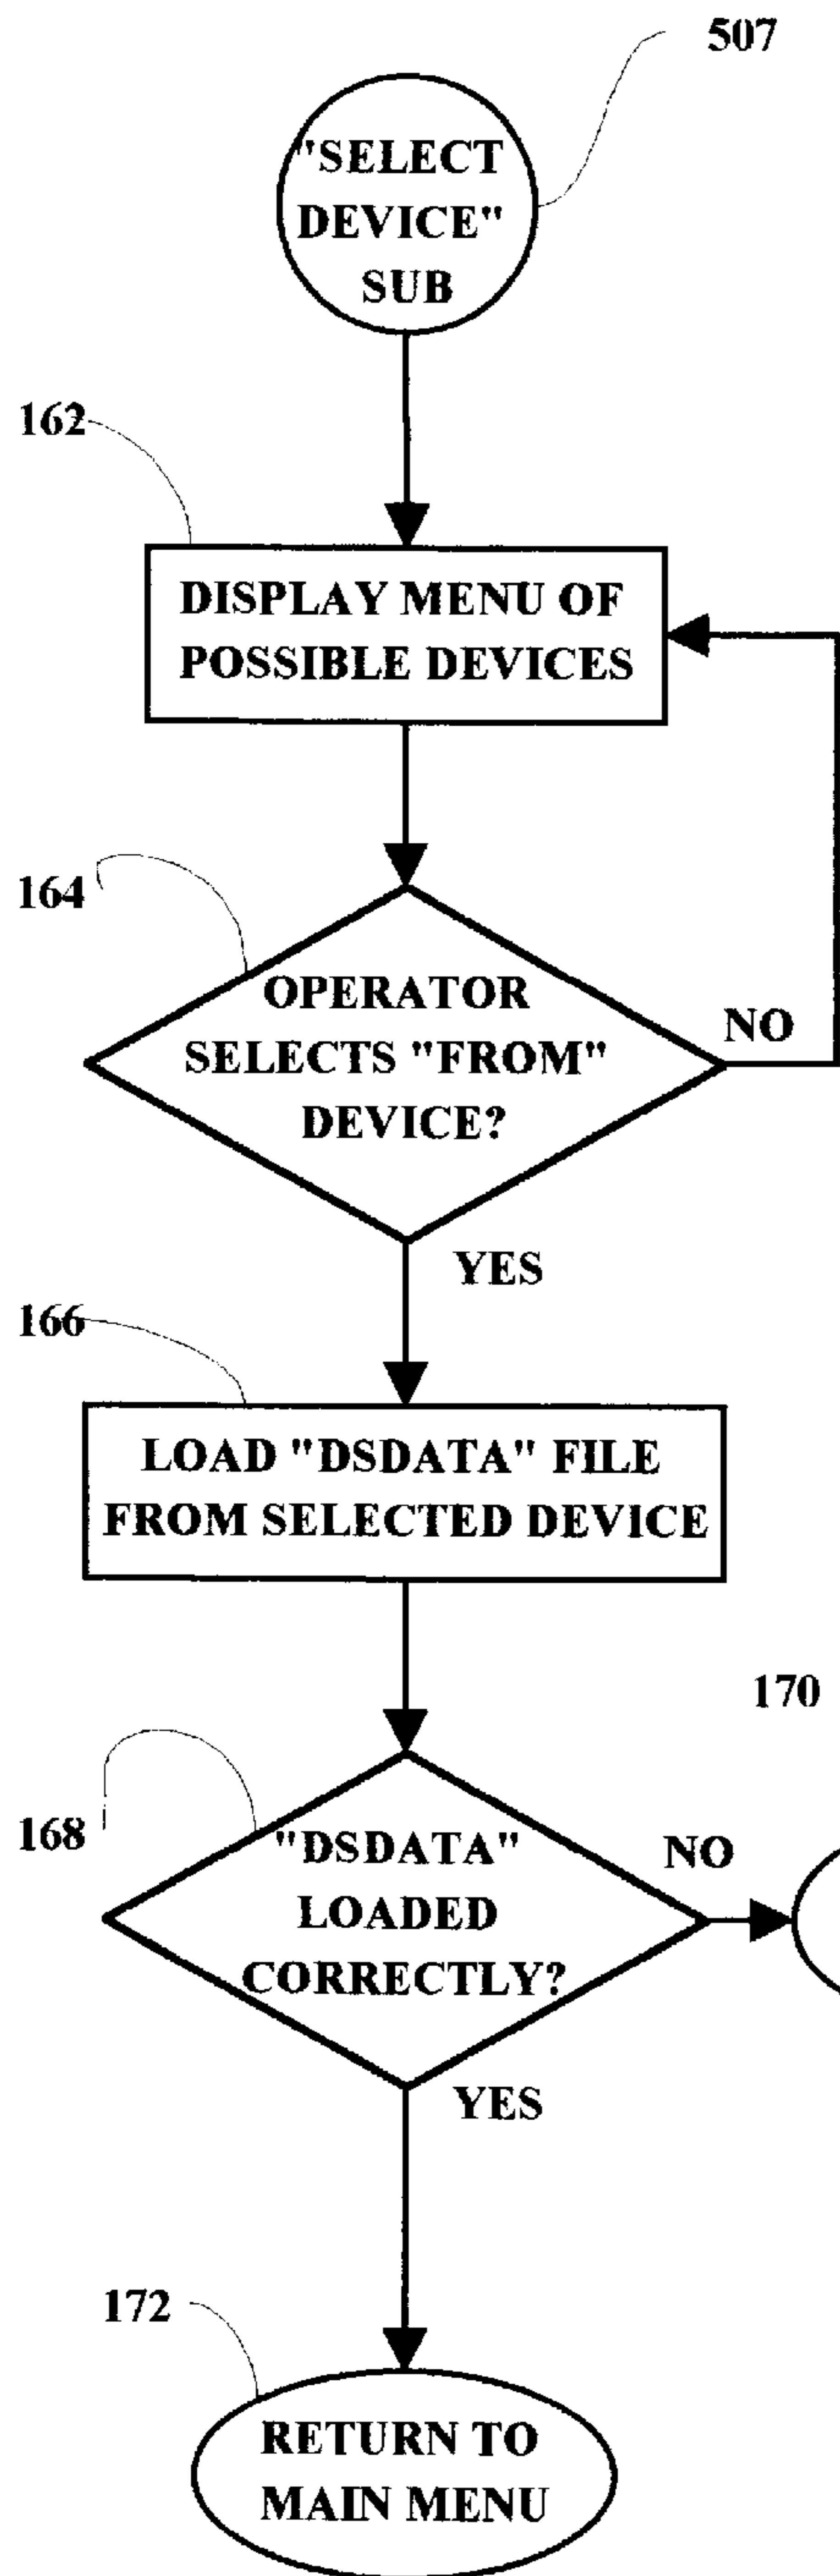 507
"SELECT
DEVICE"
SUB
162
DISPLAY MENU OF
POSSIBLE DEVICES
164
OPERATOR
SELECTS "FROM"
DEVICE?
NO
YES
166
LOAD "DSDATA" FILE
FROM SELECTED DEVICE
170
168
"DSDATA"
LOADED
CORRECTLY?
NO
YES
172
RETURN TO
MAIN MENU